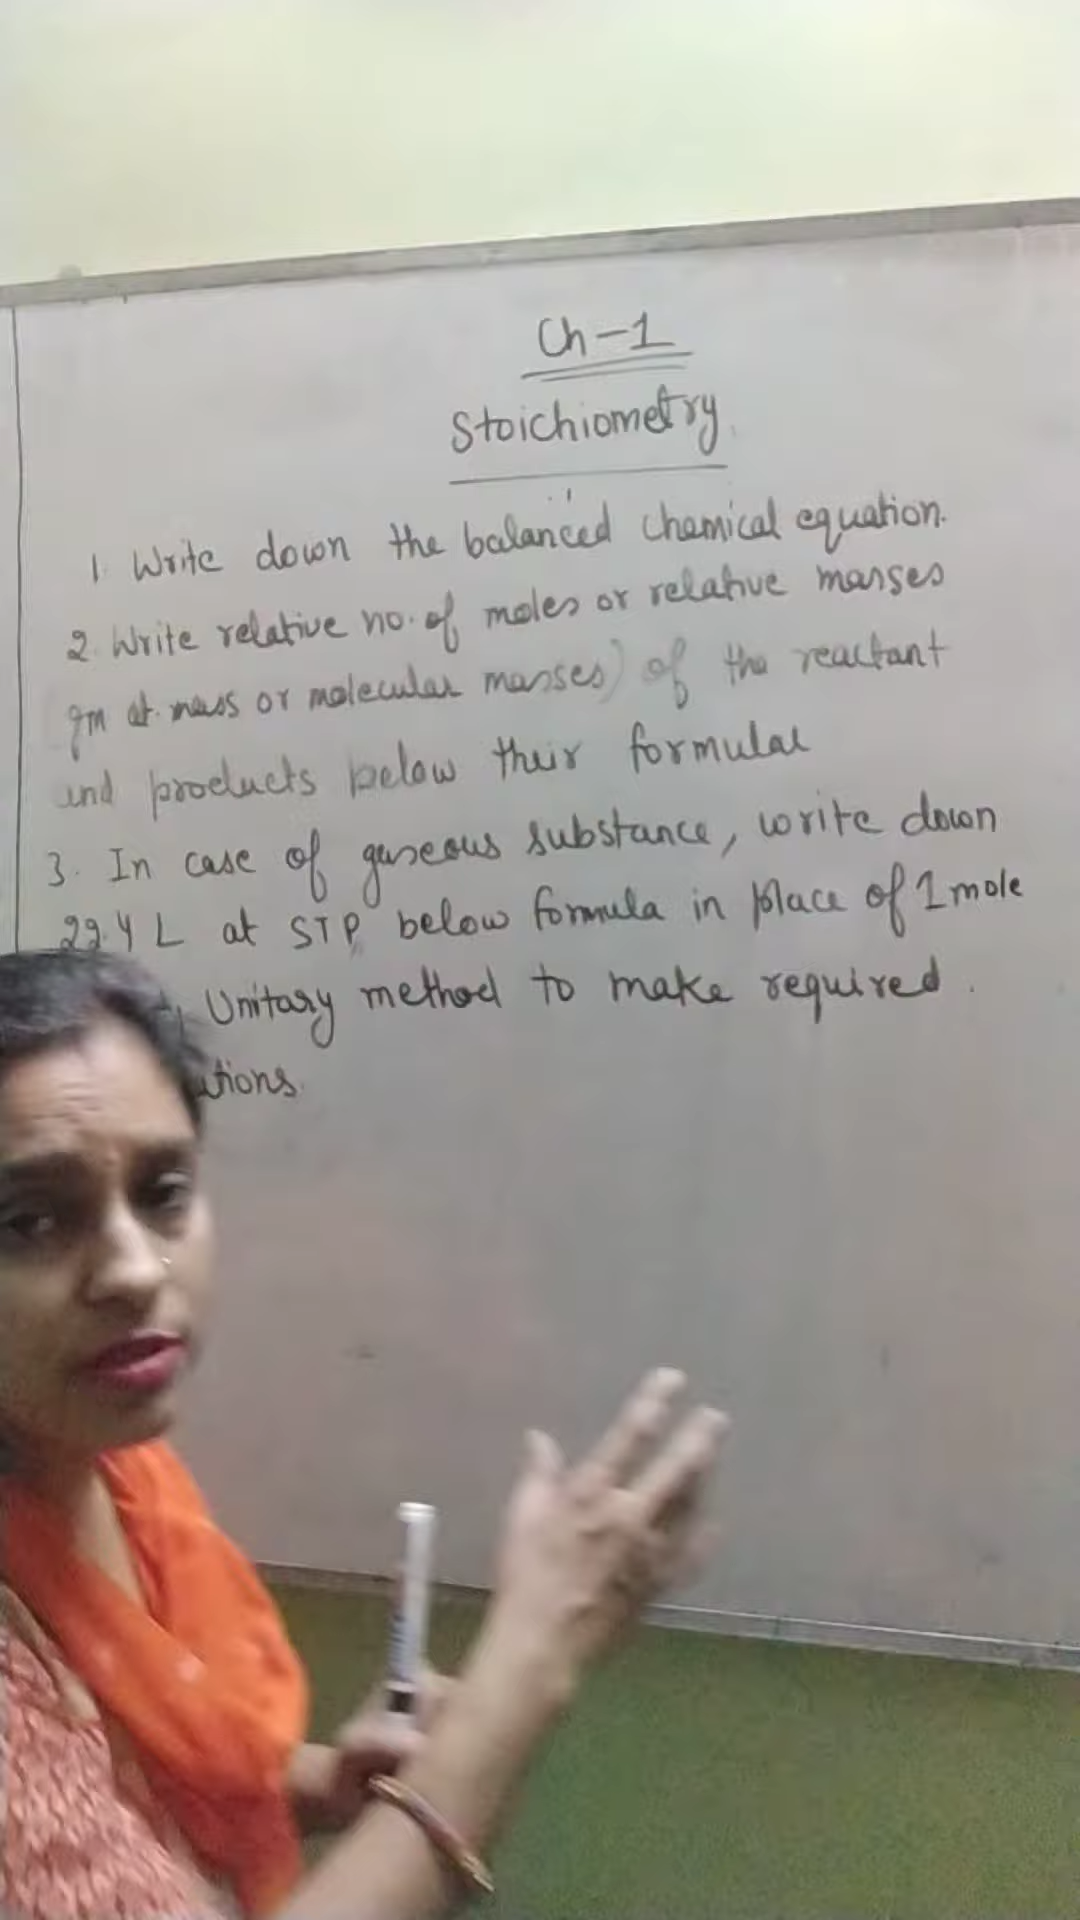 Ch-1
Stoichiometry
1. Write down the balanced chemical equation.
2. Write relative no. of moles or relative masses
gm at. mass or molecular masses) of the reactant
and products below their formulae
3. In case of gaseous substance, write down
22.4 L at STP below formula in place of 1 mole
Unitary method to make required